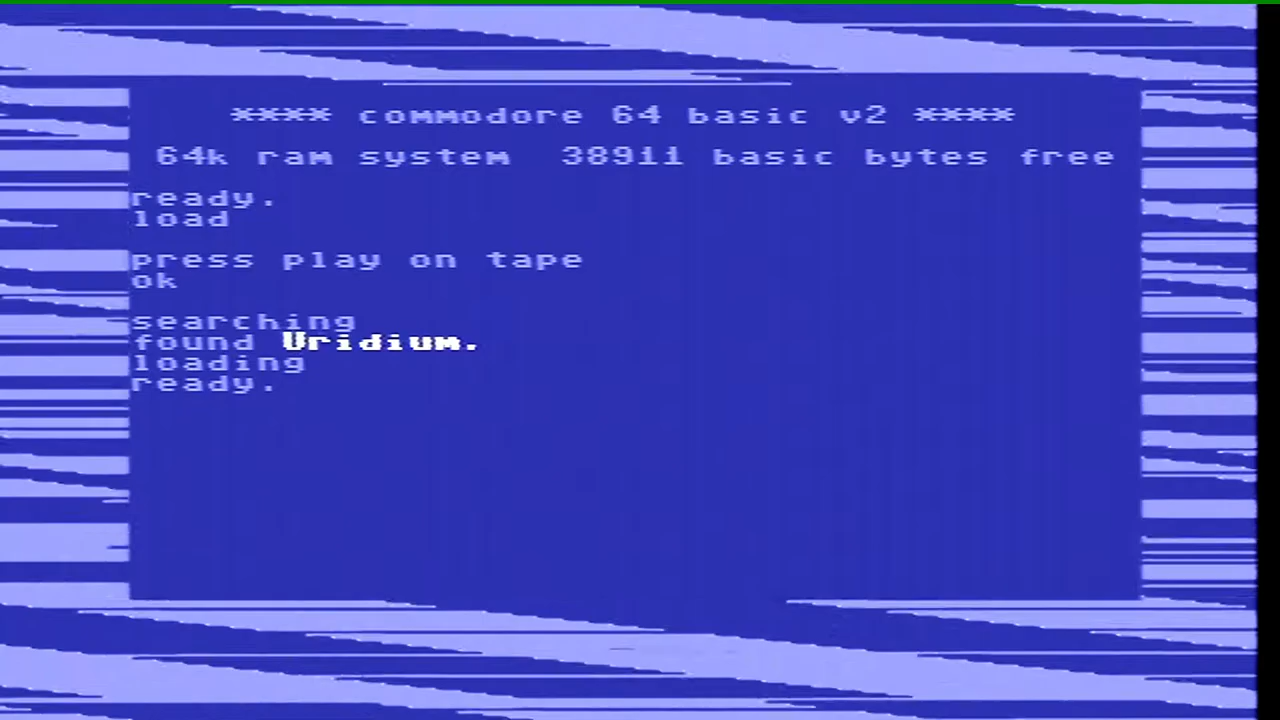 **** commodore 64 basic v2 ****
64k ram system  38911 basic bytes free
ready.
load
press play on tape
ok
searching
found Uridium.
loading
ready.